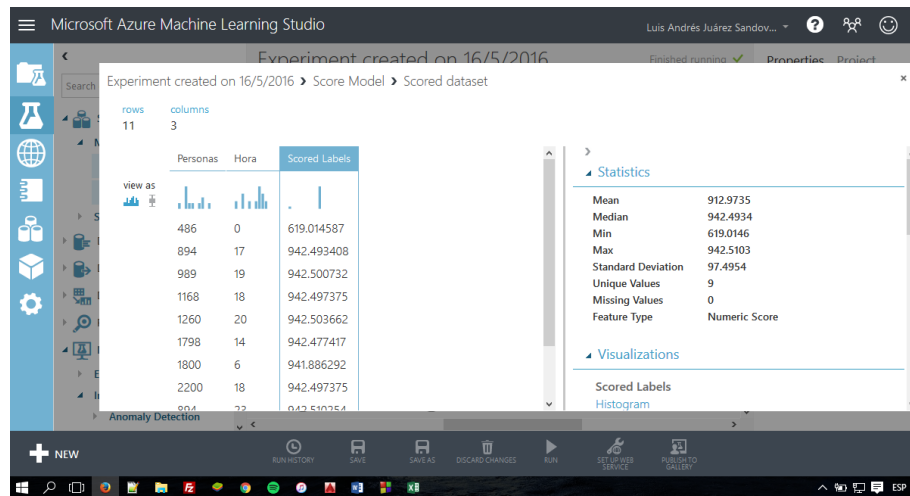 Microsoft Azure Machine Learning Studio
Luis Andrés Juárez Sandov...
?
Experiment created on 16/5/2016
Finished running
Properties Project
Search
Experiment created on 16/5/2016 > Score Model > Scored dataset
×
rows columns
11 3
view as
Personas Hora Scored Labels
486 0 619.014587
894 17 942.493408
989 19 942.500732
1168 18 942.497375
1260 20 942.503662
1798 14 942.477417
1800 6 941.886292
2200 18 942.497375
894 23 942.510254
Statistics
Mean 912.9735
Median 942.4934
Min 619.0146
Max 942.5103
Standard Deviation 97.4954
Unique Values 9
Missing Values 0
Feature Type Numeric Score
Visualizations
Scored Labels
Histogram
Anomaly Detection
NEW
RUN HISTORY
SAVE
SAVE AS
DISCARD CHANGES
RUN
SET UP WEB SERVICE
PUBLISH TO GALLERY
ESP